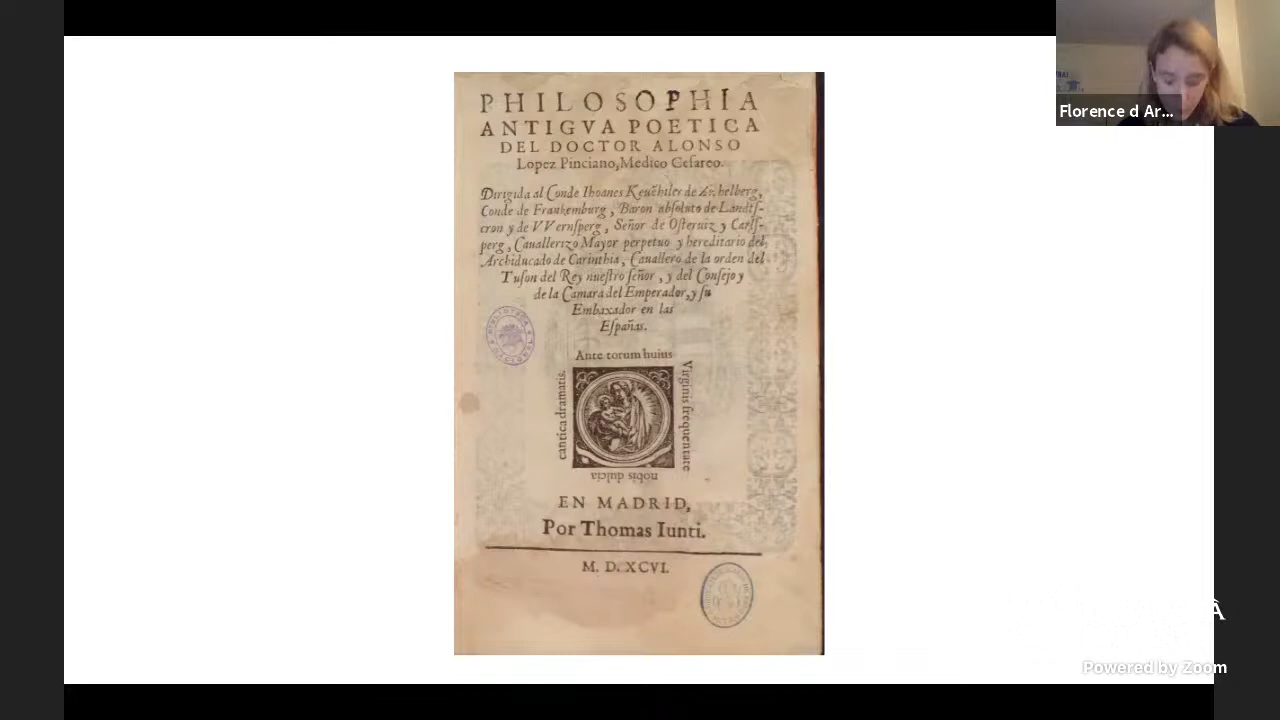 PHILOSOPHIA
ANTIGVA POETICA
DEL DOCTOR ALONSO
Lopez Pinciano, Medico Cesareo.
Dirigida al Conde Ihoanes Keuēhiler de
Conde de Frankemburg, Baron absoluto de Landtſ-
cron y de VVernſperg, Señor de Oſteruiz y Carlſ-
perg, Cauallerizo Mayor perpetuo y hereditario del
Archiducado de Carinthia, Cauallero de la orden del
Tuſon del Rey nueſtro ſeñor, y del Conſejo y
de la Camara del Emperador, y ſu
Embaxador en las
Eſpañas.
Ante torum huius
Virginis frequentate
nobis dulcia
cantica dramatis.
EN MADRID,
Por Thomas Iunti.
M. D. XCVI.
Florence d Ar...
Powered by Zoom